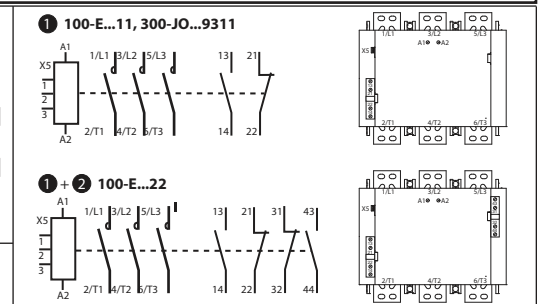 1 100-E...11, 300-JO...9311
A1
1/L1 3/L2 5/L3 13 21
X5
1
2
3
2/T1 4/T2 6/T3 14 22
A2
1/L1 3/L2 5/L3
A1 A2
X5
2/T1 4/T2 6/T3
1 + 2 100-E...22
A1
1/L1 3/L2 5/L3 13 21 31 43
X5
1
2
3
2/T1 4/T2 6/T3 14 22 32 44
A2
1/L1 3/L2 5/L3
A1 A2
X5
2/T1 4/T2 6/T3